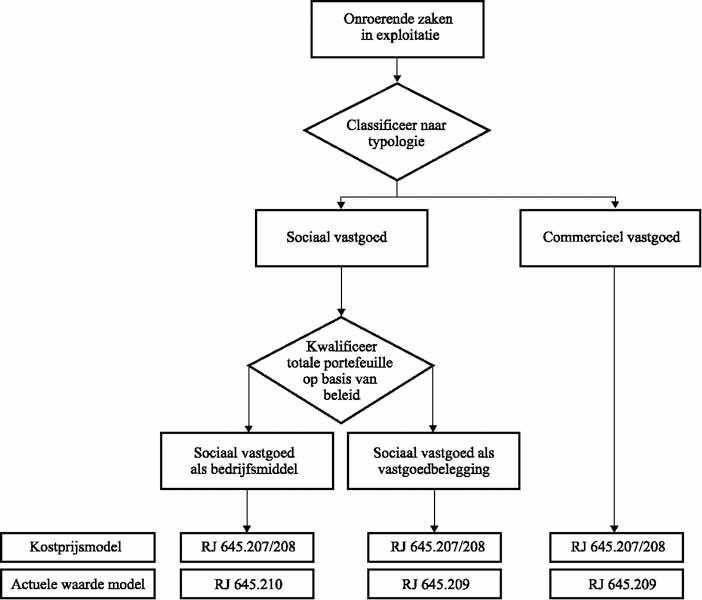 Onroerende zaken
in exploitatie
Classificeer naar
typologie
Sociaal vastgoed
Commercieel vastgoed
Kwalificeer
totale portefeuille
op basis van
beleid
Sociaal vastgoed
als bedrijfsmiddel
Sociaal vastgoed als
vastgoedbelegging
Kostprijsmodel
RJ 645.207/208
RJ 645.207/208
RJ 645.207/208
Actuele waarde model
RJ 645.210
RJ 645.209
RJ 645.209